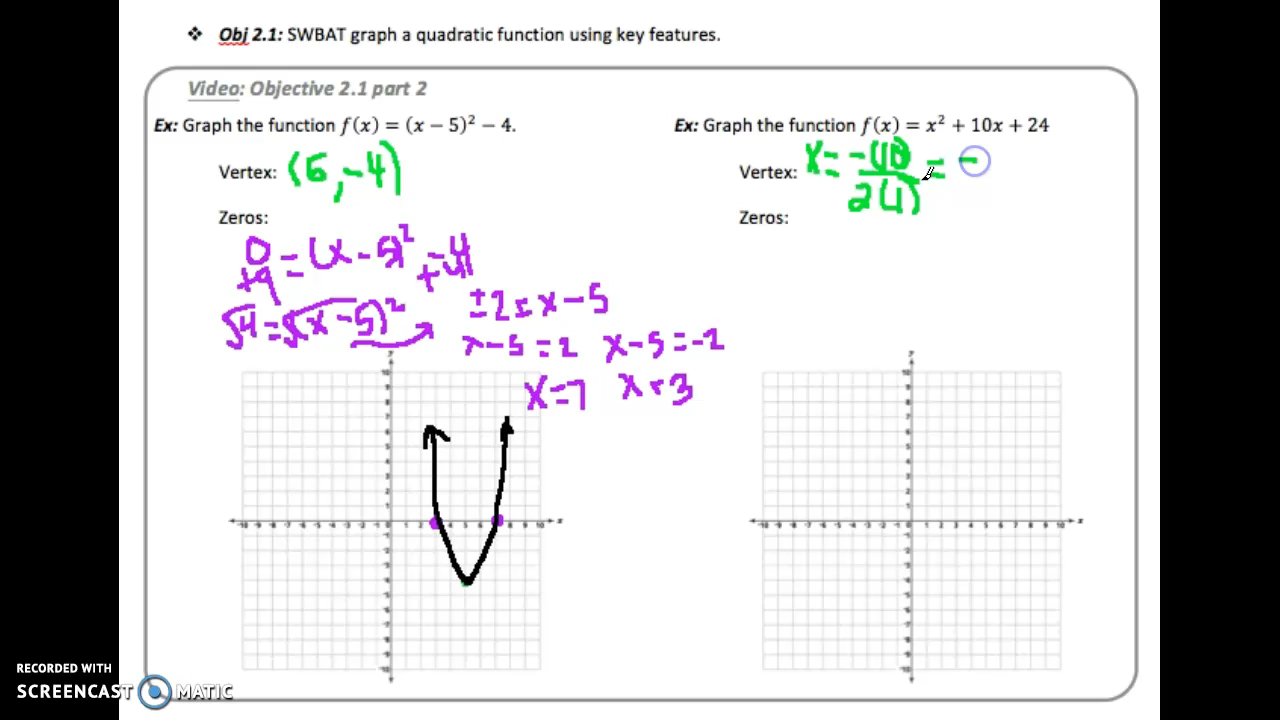 ❖ Obj 2.1: SWBAT graph a quadratic function using key features.
Video: Objective 2.1 part 2
Ex: Graph the function f(x) = (x − 5)² − 4.
Vertex: (5, -4)
Zeros:
0 = (x - 5)² - 4
+4 +4
√4 = √(x - 5)²
±2 = x - 5
x - 5 = 2 x - 5 = -2
x = 7 x = 3
y
x
Ex: Graph the function f(x) = x² + 10x + 24
Vertex: x = -(10) = -
2(1)
Zeros:
y
x
RECORDED WITH
SCREENCAST MATIC